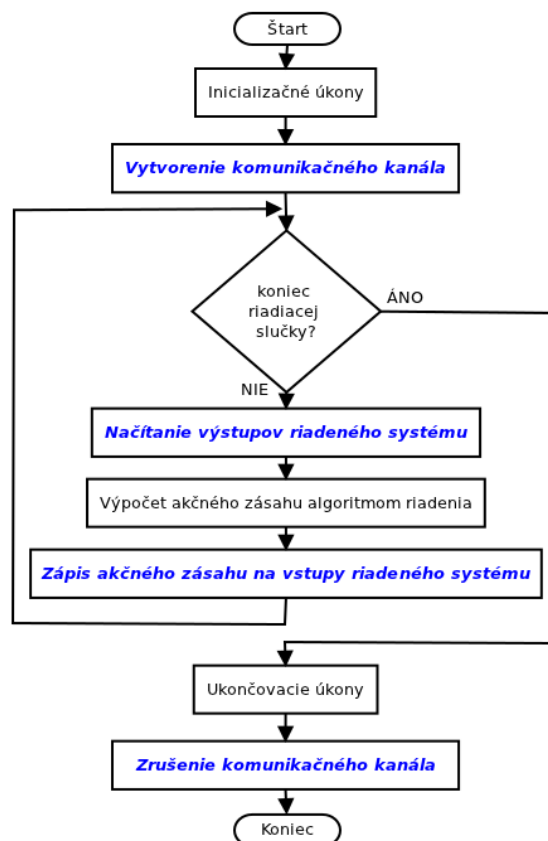 Štart
Inicializačné úkony
Vytvorenie komunikačného kanála
koniec
riadiacej
slučky?
ÁNO
NIE
Načítanie výstupov riadeného systému
Výpočet akčného zásahu algoritmom riadenia
Zápis akčného zásahu na vstupy riadeného systému
Ukončovacie úkony
Zrušenie komunikačného kanála
Koniec